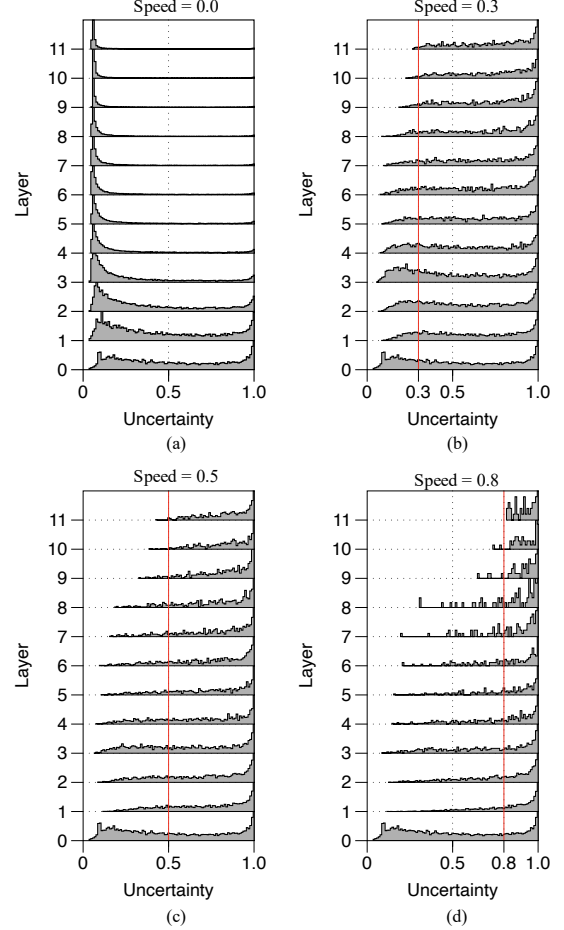 Speed = 0.0
Layer
11
10
9
8
7
6
5
4
3
2
1
0
0 0.5 1.0
Uncertainty
(a)
Speed = 0.3
Layer
11
10
9
8
7
6
5
4
3
2
1
0
0 0.3 0.5 1.0
Uncertainty
(b)
Speed = 0.5
Layer
11
10
9
8
7
6
5
4
3
2
1
0
0 0.5 1.0
Uncertainty
(c)
Speed = 0.8
Layer
11
10
9
8
7
6
5
4
3
2
1
0
0 0.5 0.8 1.0
Uncertainty
(d)